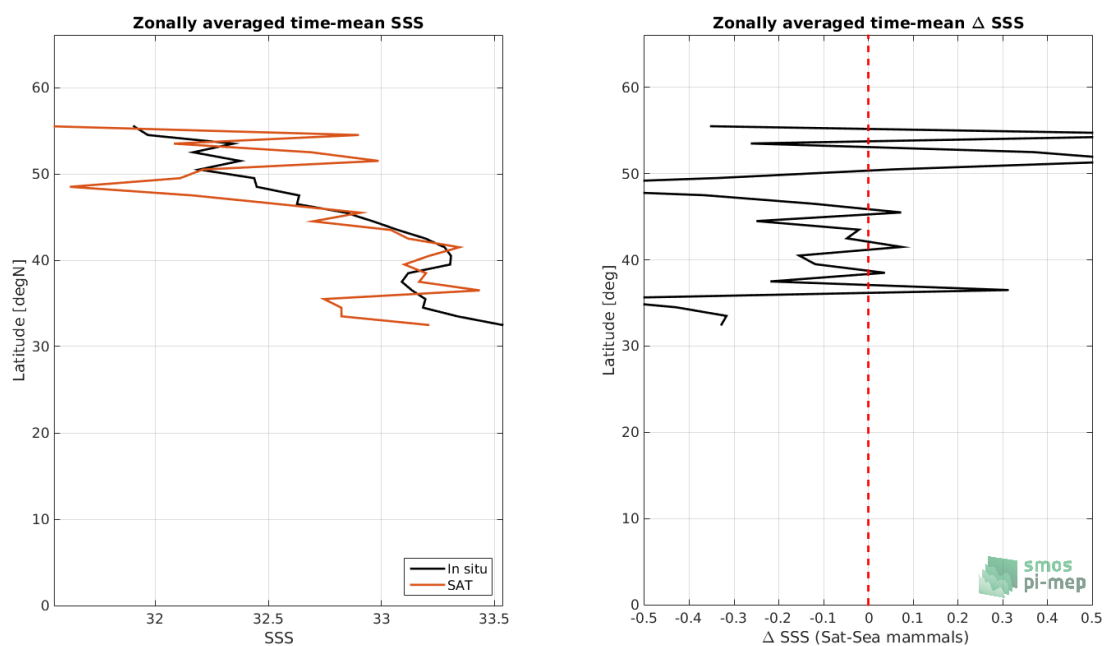 Zonally averaged time-mean SSS
60
50
40
30
20
10
0
32
32.5
33
33.5
SSS
Latitude [degN]
In situ
SAT
Zonally averaged time-mean Δ SSS
60
50
40
30
20
10
0
-0.5
-0.4
-0.3
-0.2
-0.1
0
0.1
0.2
0.3
0.4
0.5
Δ SSS (Sat-Sea mammals)
Latitude [deg]
smos
pi-mep